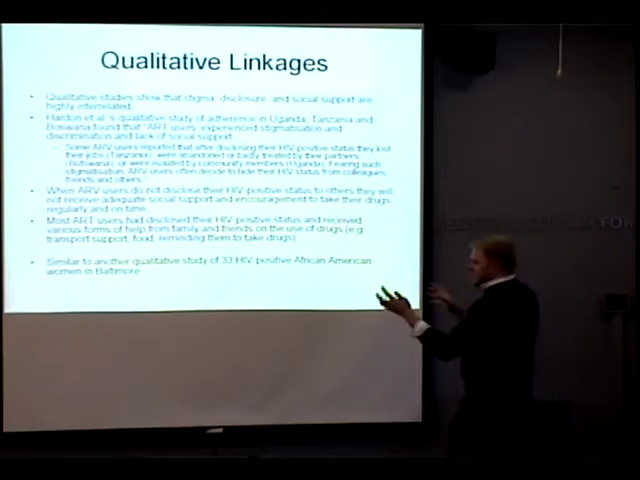 Qualitative Linkages
• Qualitative studies show that stigma, disclosure, and social support are
highly interrelated.
• Hardon et al.'s qualitative study of adherence in Uganda, Tanzania and
Botswana found that "ART users experienced stigmatisation and
discrimination and lack of social support.
– Some ARV users reported that after disclosing their HIV-positive status they lost
their jobs (Tanzania), were abandoned or badly treated by their partners
(Botswana) or were isolated by community members (Uganda). Fearing such
stigmatisation, ARV users often decide to hide their HIV status from colleagues,
friends and others."
• When ARV users do not disclose their HIV-positive status to others they will
not receive adequate social support and encouragement to take their drugs
regularly and on time.
• Most ART users had disclosed their HIV-positive status and received
various forms of help from family and friends on the use of drugs (e.g.
transport support, food, reminding them to take drugs).
• Similar to another qualitative study of 33 HIV-positive African American
women in Baltimore
FOR